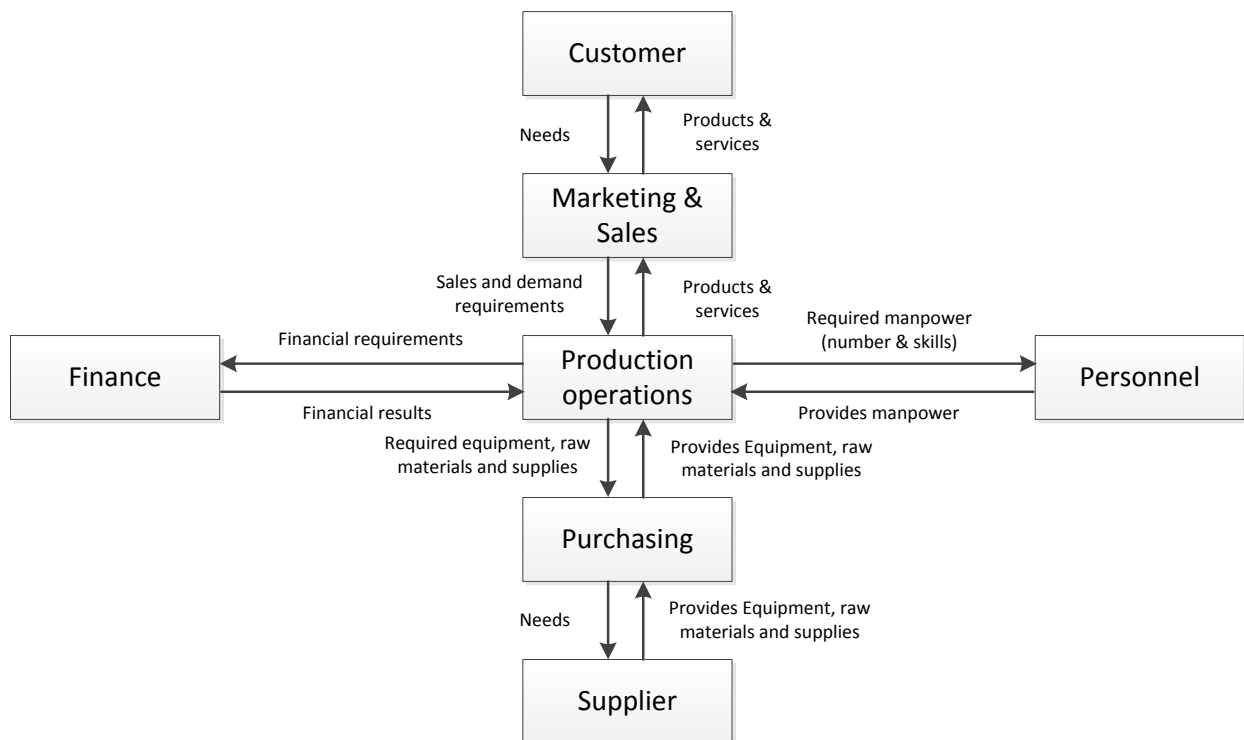 Customer
Needs
Products &
services
Marketing &
Sales
Sales and demand
requirements
Products &
services
Required manpower
(number & skills)
Financial requirements
Finance
Production
operations
Personnel
Financial results
Provides manpower
Required equipment, raw
materials and supplies
Provides Equipment, raw
materials and supplies
Purchasing
Needs
Provides Equipment, raw
materials and supplies
Supplier